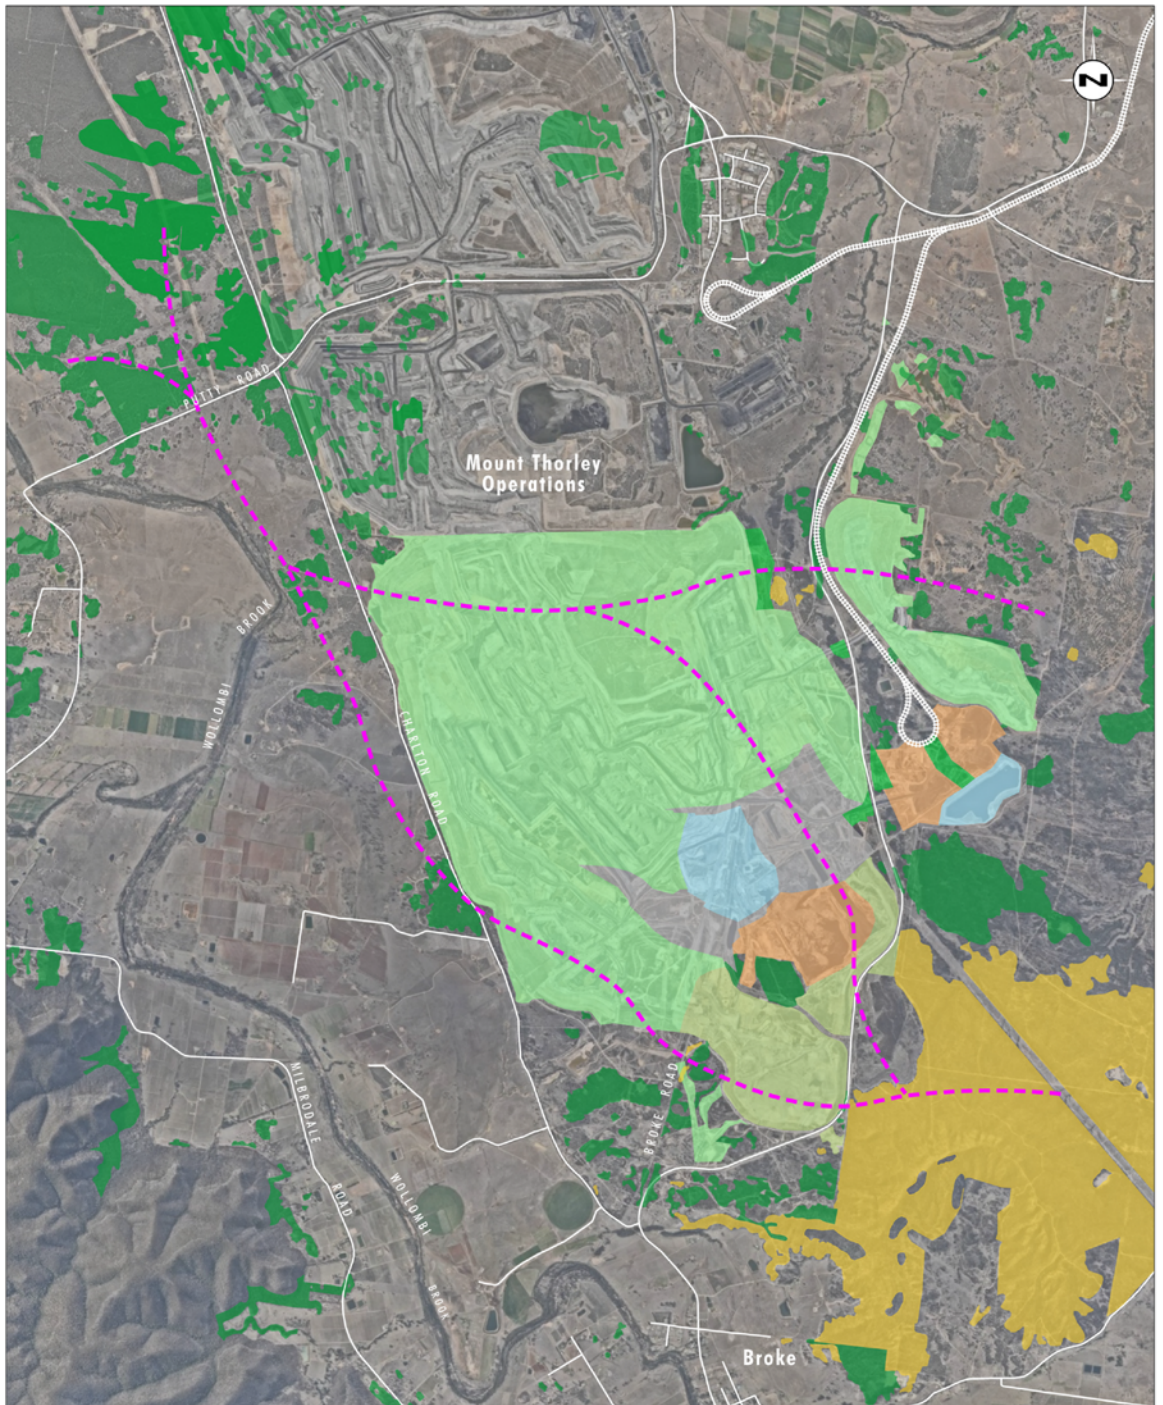 N
PUTTY ROAD
Mount Thorley
Operations
WOLLOMBI
BROOK
CHARLTON ROAD
BROKE ROAD
MILBRODALE
ROAD
WOLLOMBI
BROOK
Broke